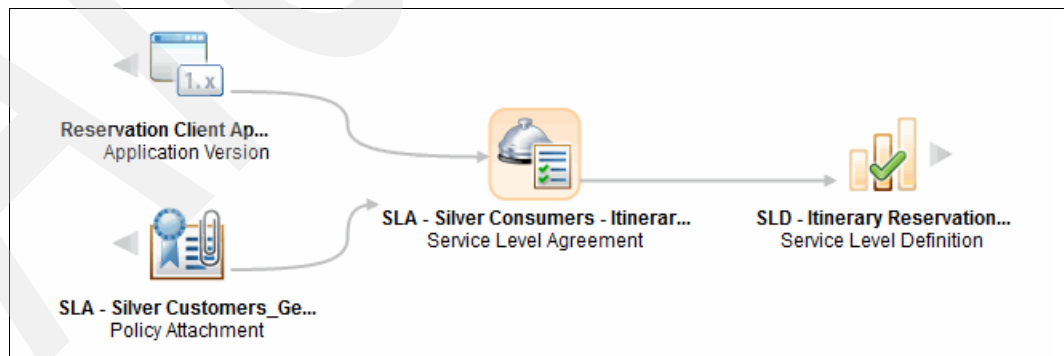 1.x
Reservation Client Ap...
Application Version
SLA - Silver Consumers - Itinerar...
Service Level Agreement
SLD - Itinerary Reservation...
Service Level Definition
SLA - Silver Customers_Ge...
Policy Attachment